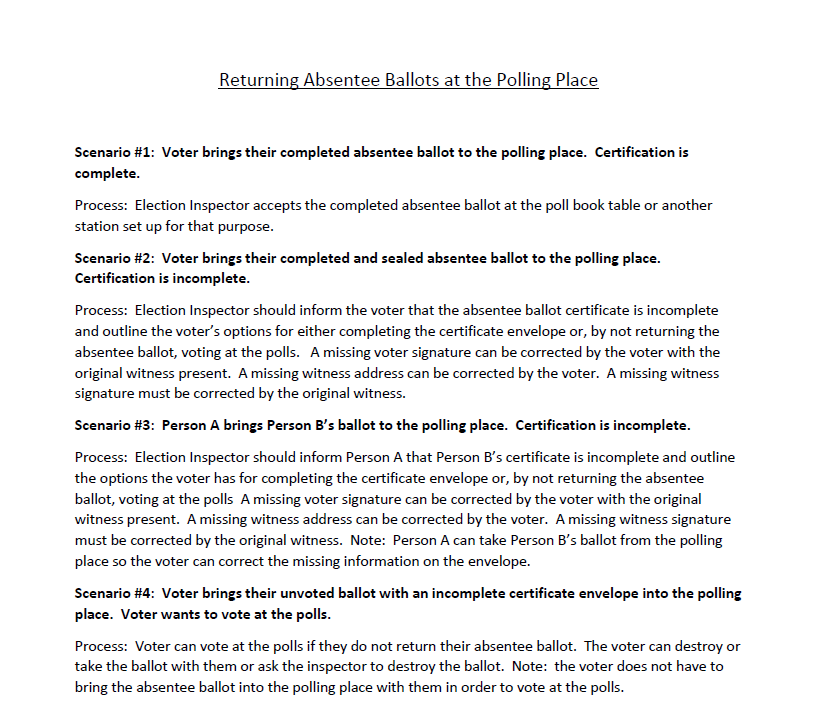 Returning Absentee Ballots at the Polling Place
Scenario #1:  Voter brings their completed absentee ballot to the polling place.  Certification is
complete.
Process:  Election Inspector accepts the completed absentee ballot at the poll book table or another
station set up for that purpose.
Scenario #2:  Voter brings their completed and sealed absentee ballot to the polling place.
Certification is incomplete.
Process:  Election Inspector should inform the voter that the absentee ballot certificate is incomplete
and outline the voter's options for either completing the certificate envelope or, by not returning the
absentee ballot, voting at the polls.   A missing voter signature can be corrected by the voter with the
original witness present.  A missing witness address can be corrected by the voter.  A missing witness
signature must be corrected by the original witness.
Scenario #3:  Person A brings Person B's ballot to the polling place.  Certification is incomplete.
Process:  Election Inspector should inform Person A that Person B's certificate is incomplete and outline
the options the voter has for completing the certificate envelope or, by not returning the absentee
ballot, voting at the polls  A missing voter signature can be corrected by the voter with the original
witness present.  A missing witness address can be corrected by the voter.  A missing witness signature
must be corrected by the original witness.  Note:  Person A can take Person B's ballot from the polling
place so the voter can correct the missing information on the envelope.
Scenario #4:  Voter brings their unvoted ballot with an incomplete certificate envelope into the polling
place.  Voter wants to vote at the polls.
Process:  Voter can vote at the polls if they do not return their absentee ballot.  The voter can destroy or
take the ballot with them or ask the inspector to destroy the ballot.  Note:  the voter does not have to
bring the absentee ballot into the polling place with them in order to vote at the polls.